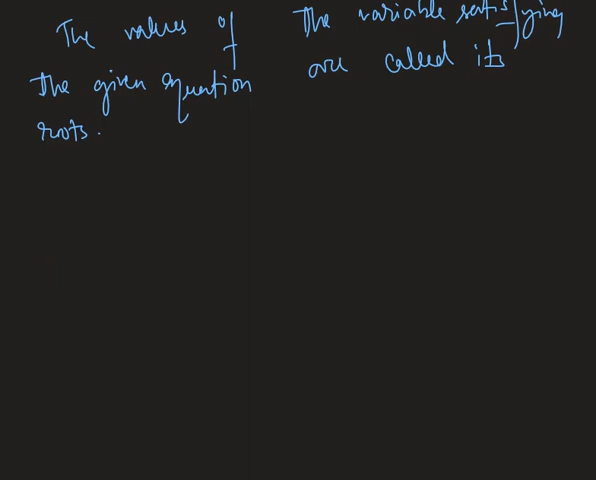 The values of the variable satisfying
the given equation are called its
roots.